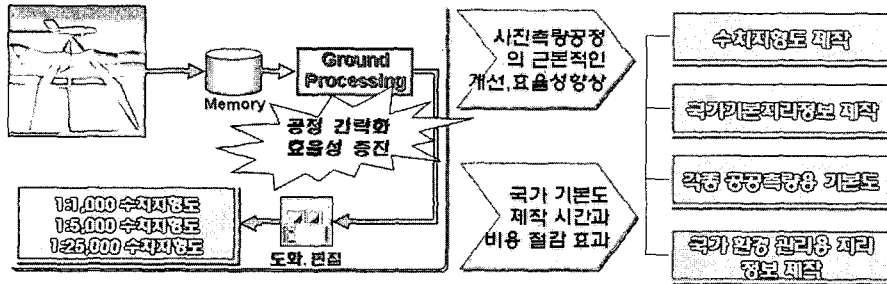 Memory
Ground
Processing
공정 간략화
효율성 증진
1:1,000 수치지형도
1:5,000 수치지형도
1:25,000 수치지형도
도화, 편집
사진측량공정
의 근본적인
개선,효율성향상
국가 기본도
제작 시간과
비용 절감 효과
수치지형도 제작
국가기본지리정보 제작
각종 공공측량용 기본도
국가 환경 관리용 지리
정보 제작